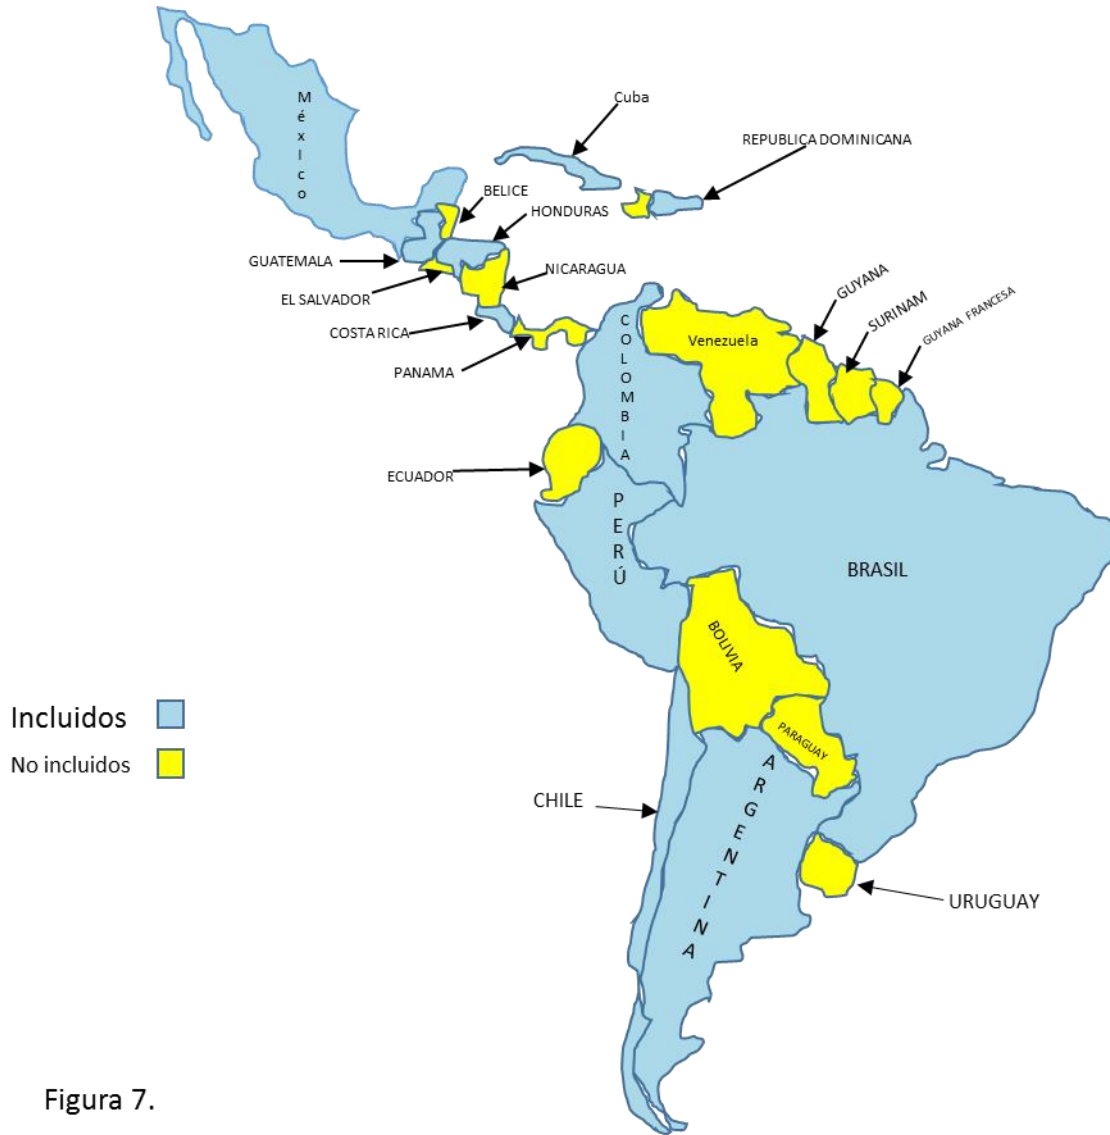 México
Cuba
REPUBLICA DOMINICANA
BELICE
HONDURAS
GUATEMALA
NICARAGUA
EL SALVADOR
COSTA RICA
PANAMA
COLOMBIA
Venezuela
GUYANA
SURINAM
GUYANA FRANCESA
ECUADOR
PERÚ
BRASIL
BOLIVIA
PARAGUAY
Incluidos
No incluidos
CHILE
ARGENTINA
URUGUAY
Figura 7.